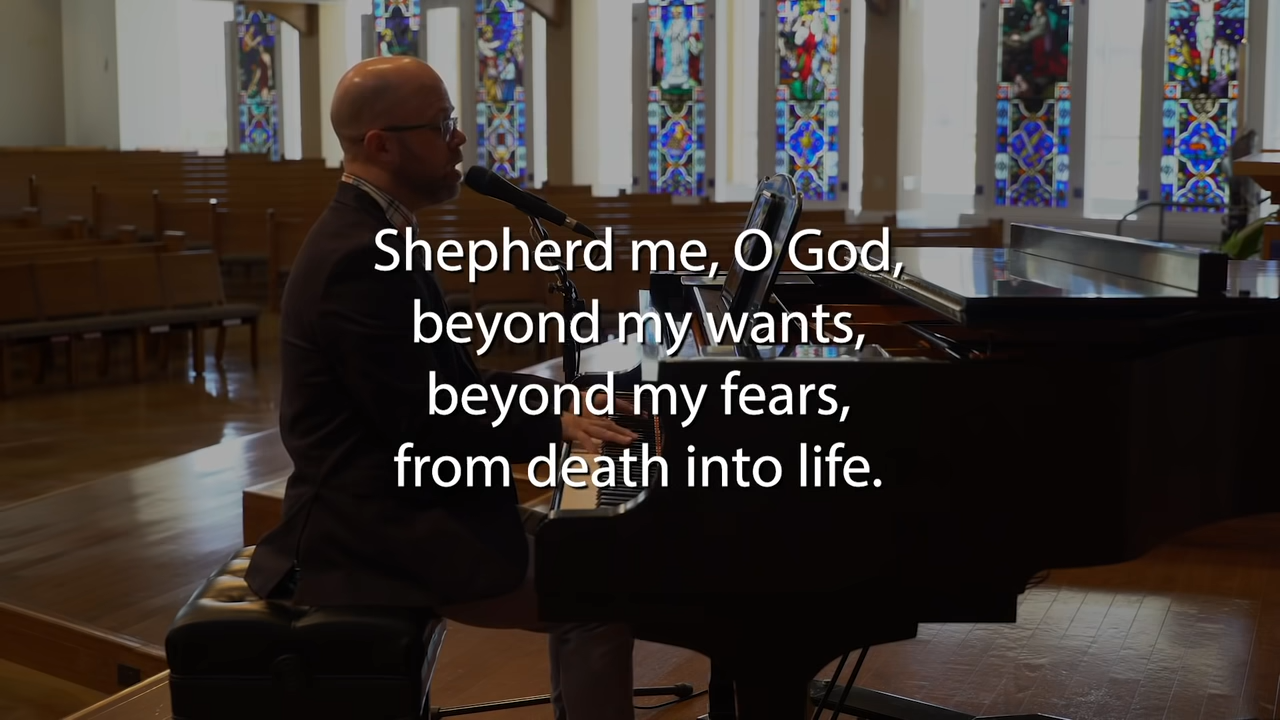 Shepherd me, O God,
beyond my wants,
beyond my fears,
from death into life.